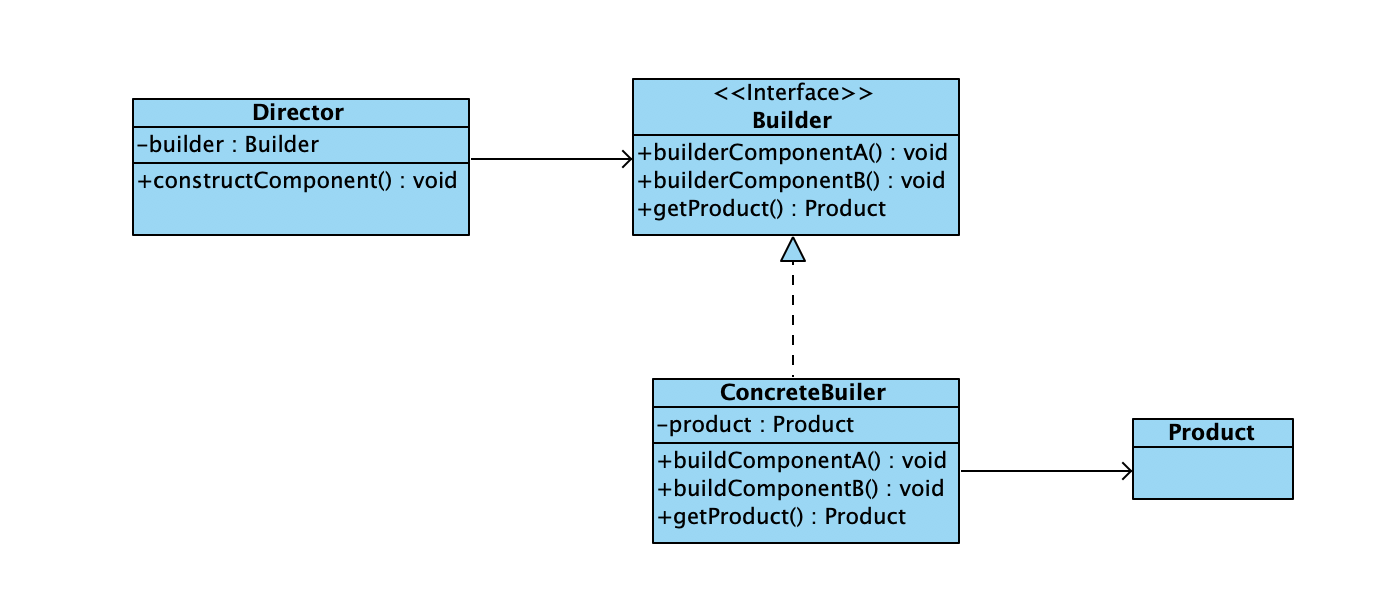 Director
-builder : Builder
+constructComponent() : void
<<Interface>>
Builder
+builderComponentA() : void
+builderComponentB() : void
+getProduct() : Product
ConcreteBuiler
-product : Product
+buildComponentA() : void
+buildComponentB() : void
+getProduct() : Product
Product